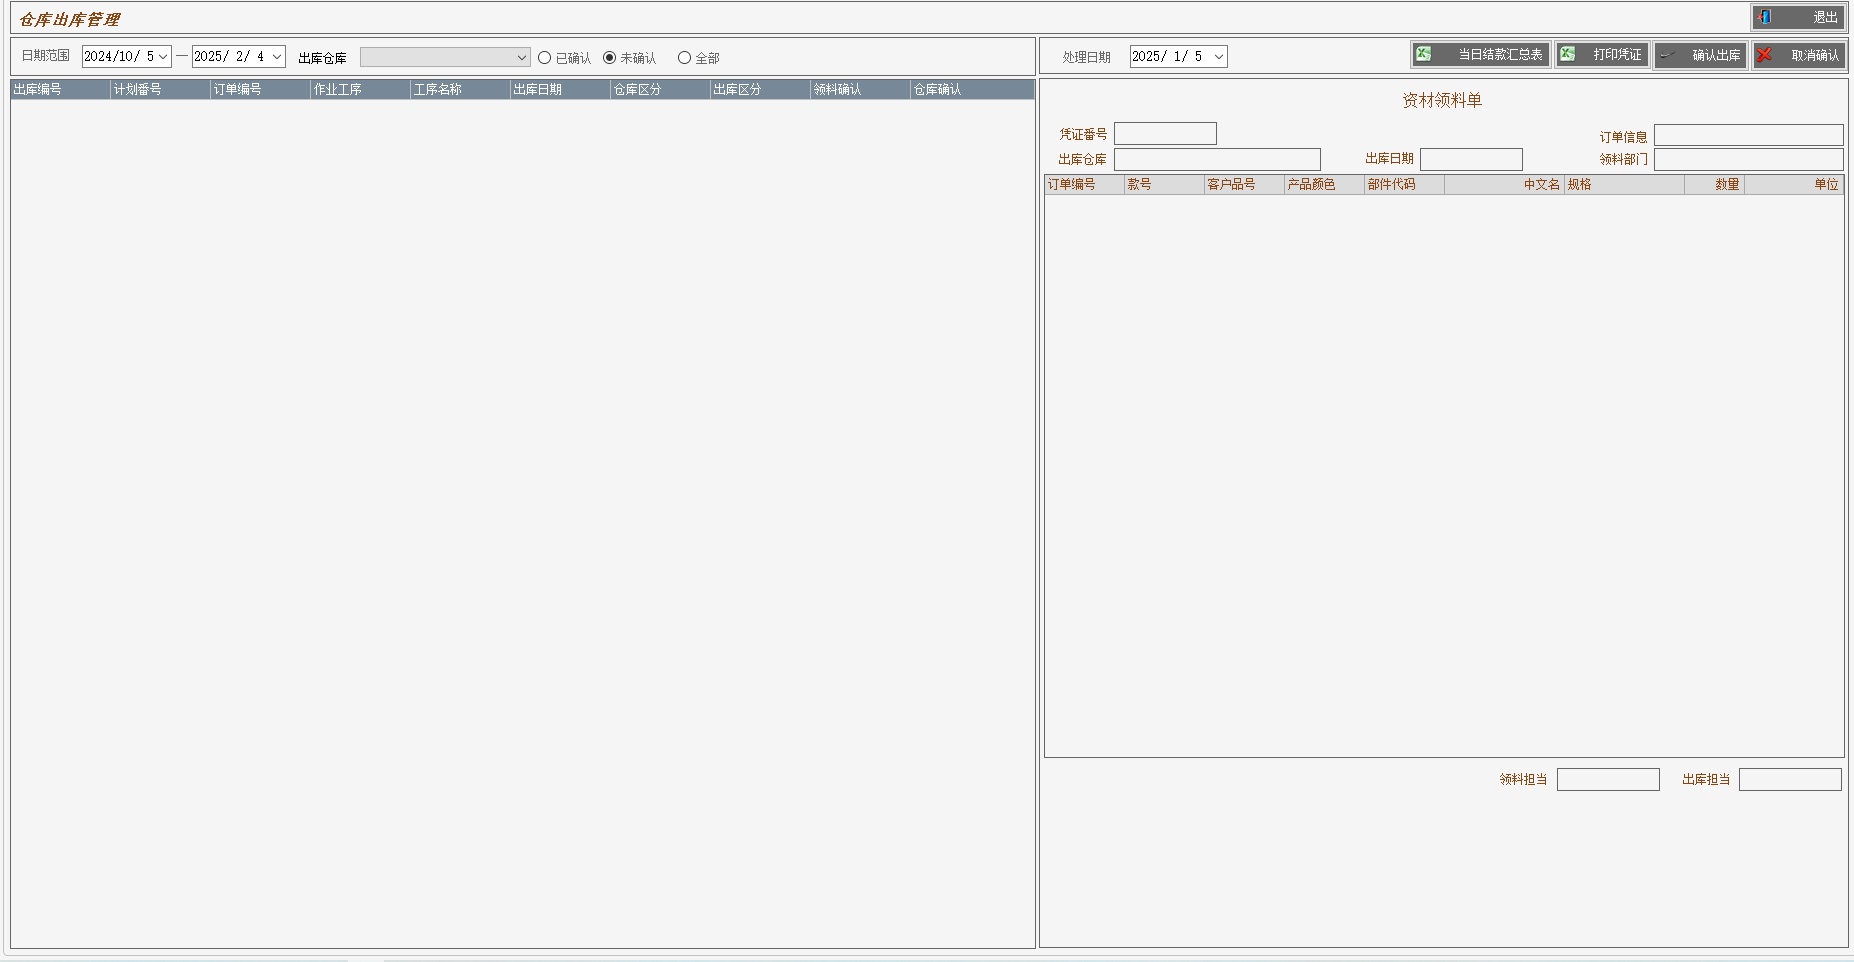 仓库出库管理 退出
日期范围 2024/10/ 5 — 2025/ 2/ 4 出库仓库 已确认 未确认 全部
处理日期 2025/ 1/ 5 当日结款汇总表 打印凭证 确认出库 取消确认
出库编号 计划番号 订单编号 作业工序 工序名称 出库日期 仓库区分 出库区分 领料确认 仓库确认
资材领料单
凭证番号 订单信息
出库仓库 出库日期 领料部门
订单编号 款号 客户品号 产品颜色 部件代码 中文名 规格 数量 单位
领料担当 出库担当